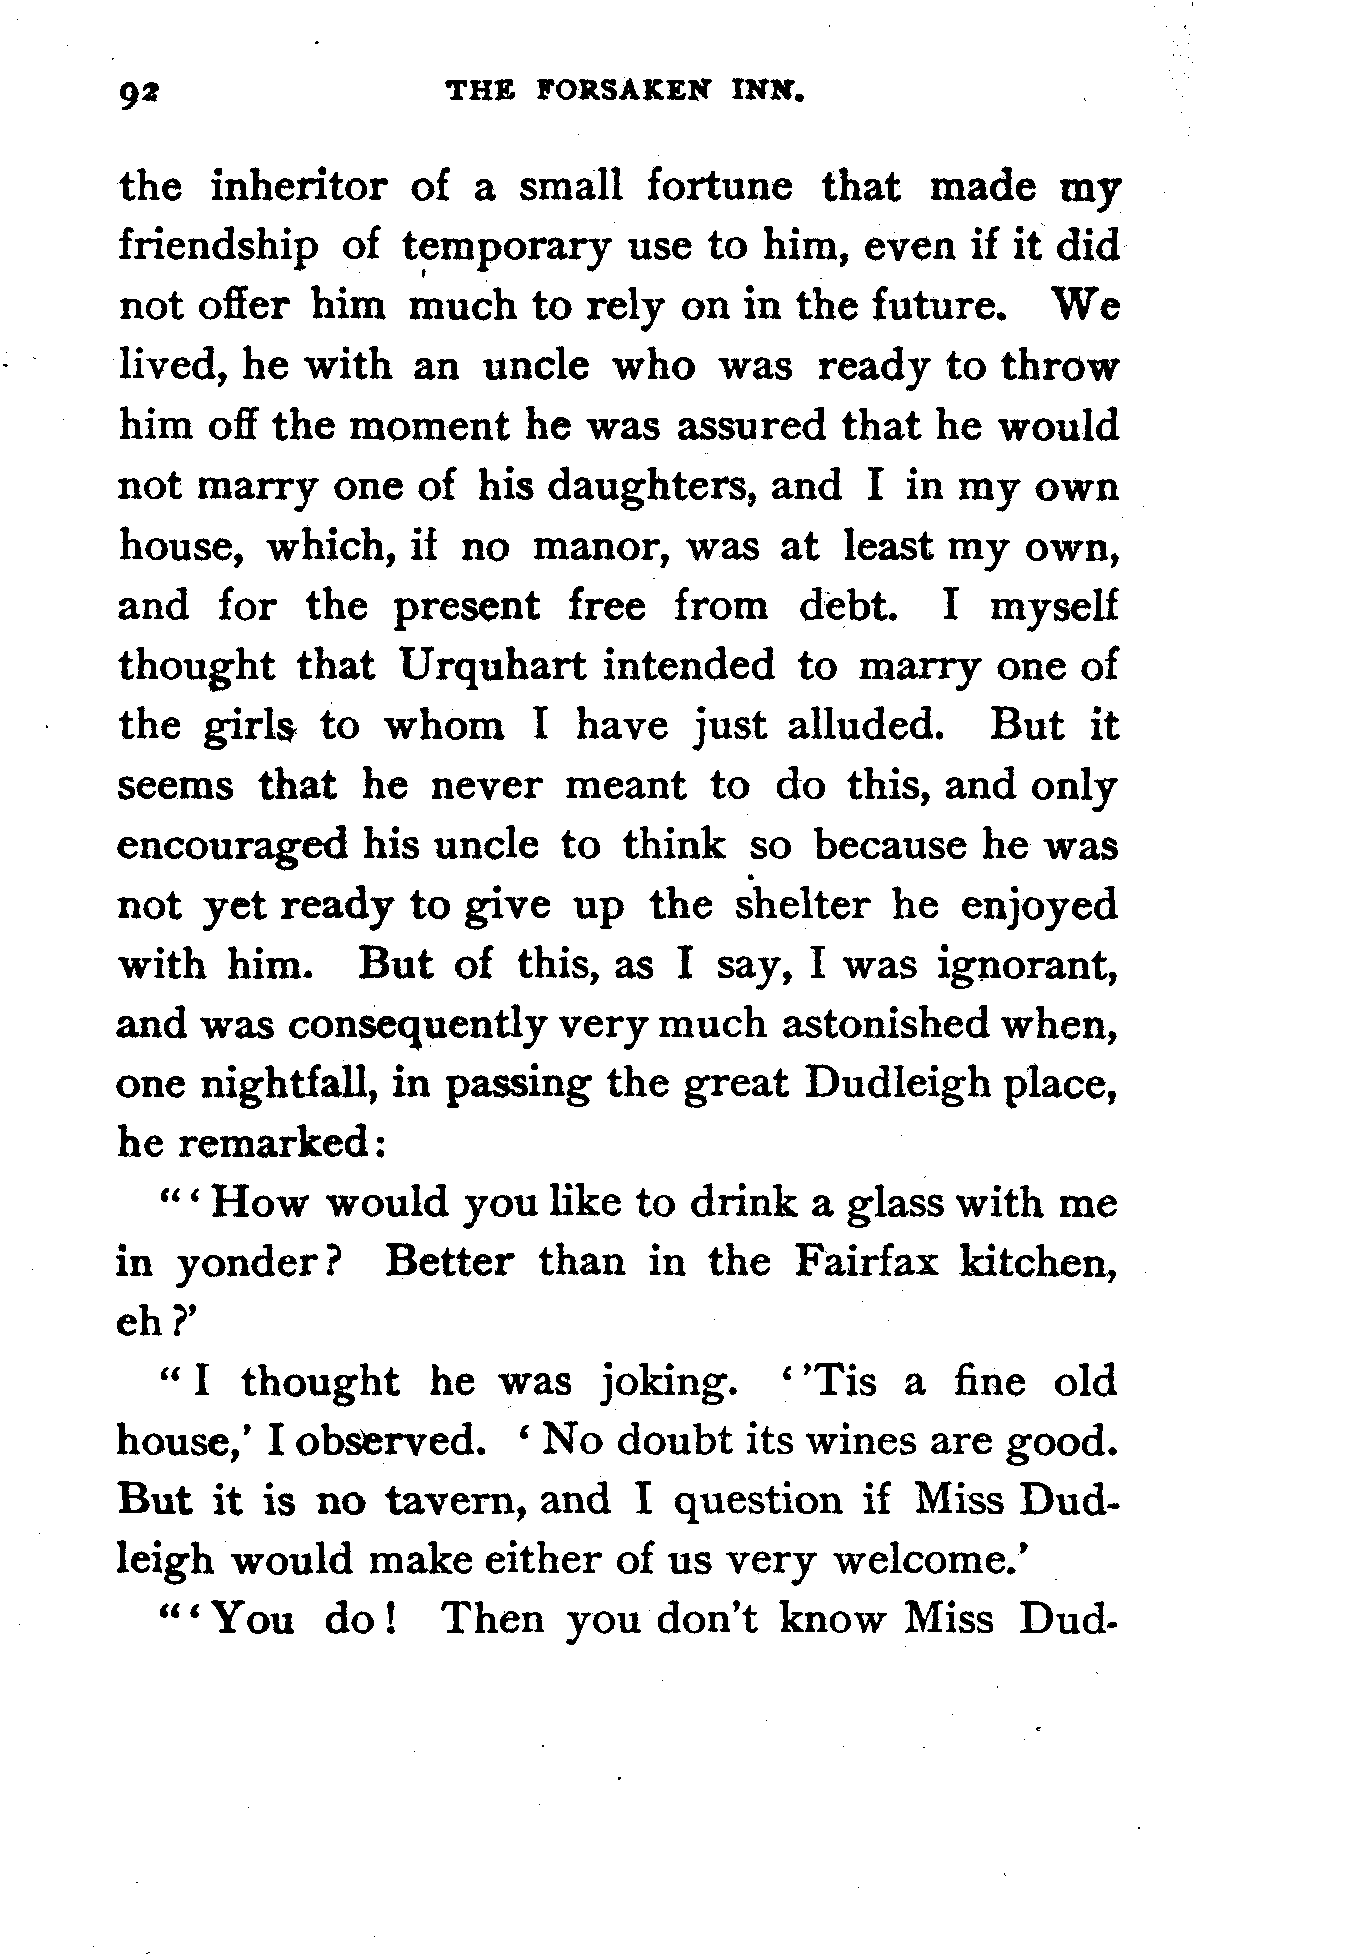 92 THE FORSAKEN INN.
the inheritor of a small fortune that made my
friendship of temporary use to him, even if it did
not offer him much to rely on in the future. We
lived, he with an uncle who was ready to throw
him off the moment he was assured that he would
not marry one of his daughters, and I in my own
house, which, if no manor, was at least my own,
and for the present free from debt. I myself
thought that Urquhart intended to marry one of
the girls to whom I have just alluded. But it
seems that he never meant to do this, and only
encouraged his uncle to think so because he was
not yet ready to give up the shelter he enjoyed
with him. But of this, as I say, I was ignorant,
and was consequently very much astonished when,
one nightfall, in passing the great Dudleigh place,
he remarked:
“‘How would you like to drink a glass with me
in yonder? Better than in the Fairfax kitchen,
eh?’
“I thought he was joking. ‘’Tis a fine old
house,’ I observed. ‘No doubt its wines are good.
But it is no tavern, and I question if Miss Dud-
leigh would make either of us very welcome.’
“‘You do! Then you don’t know Miss Dud-